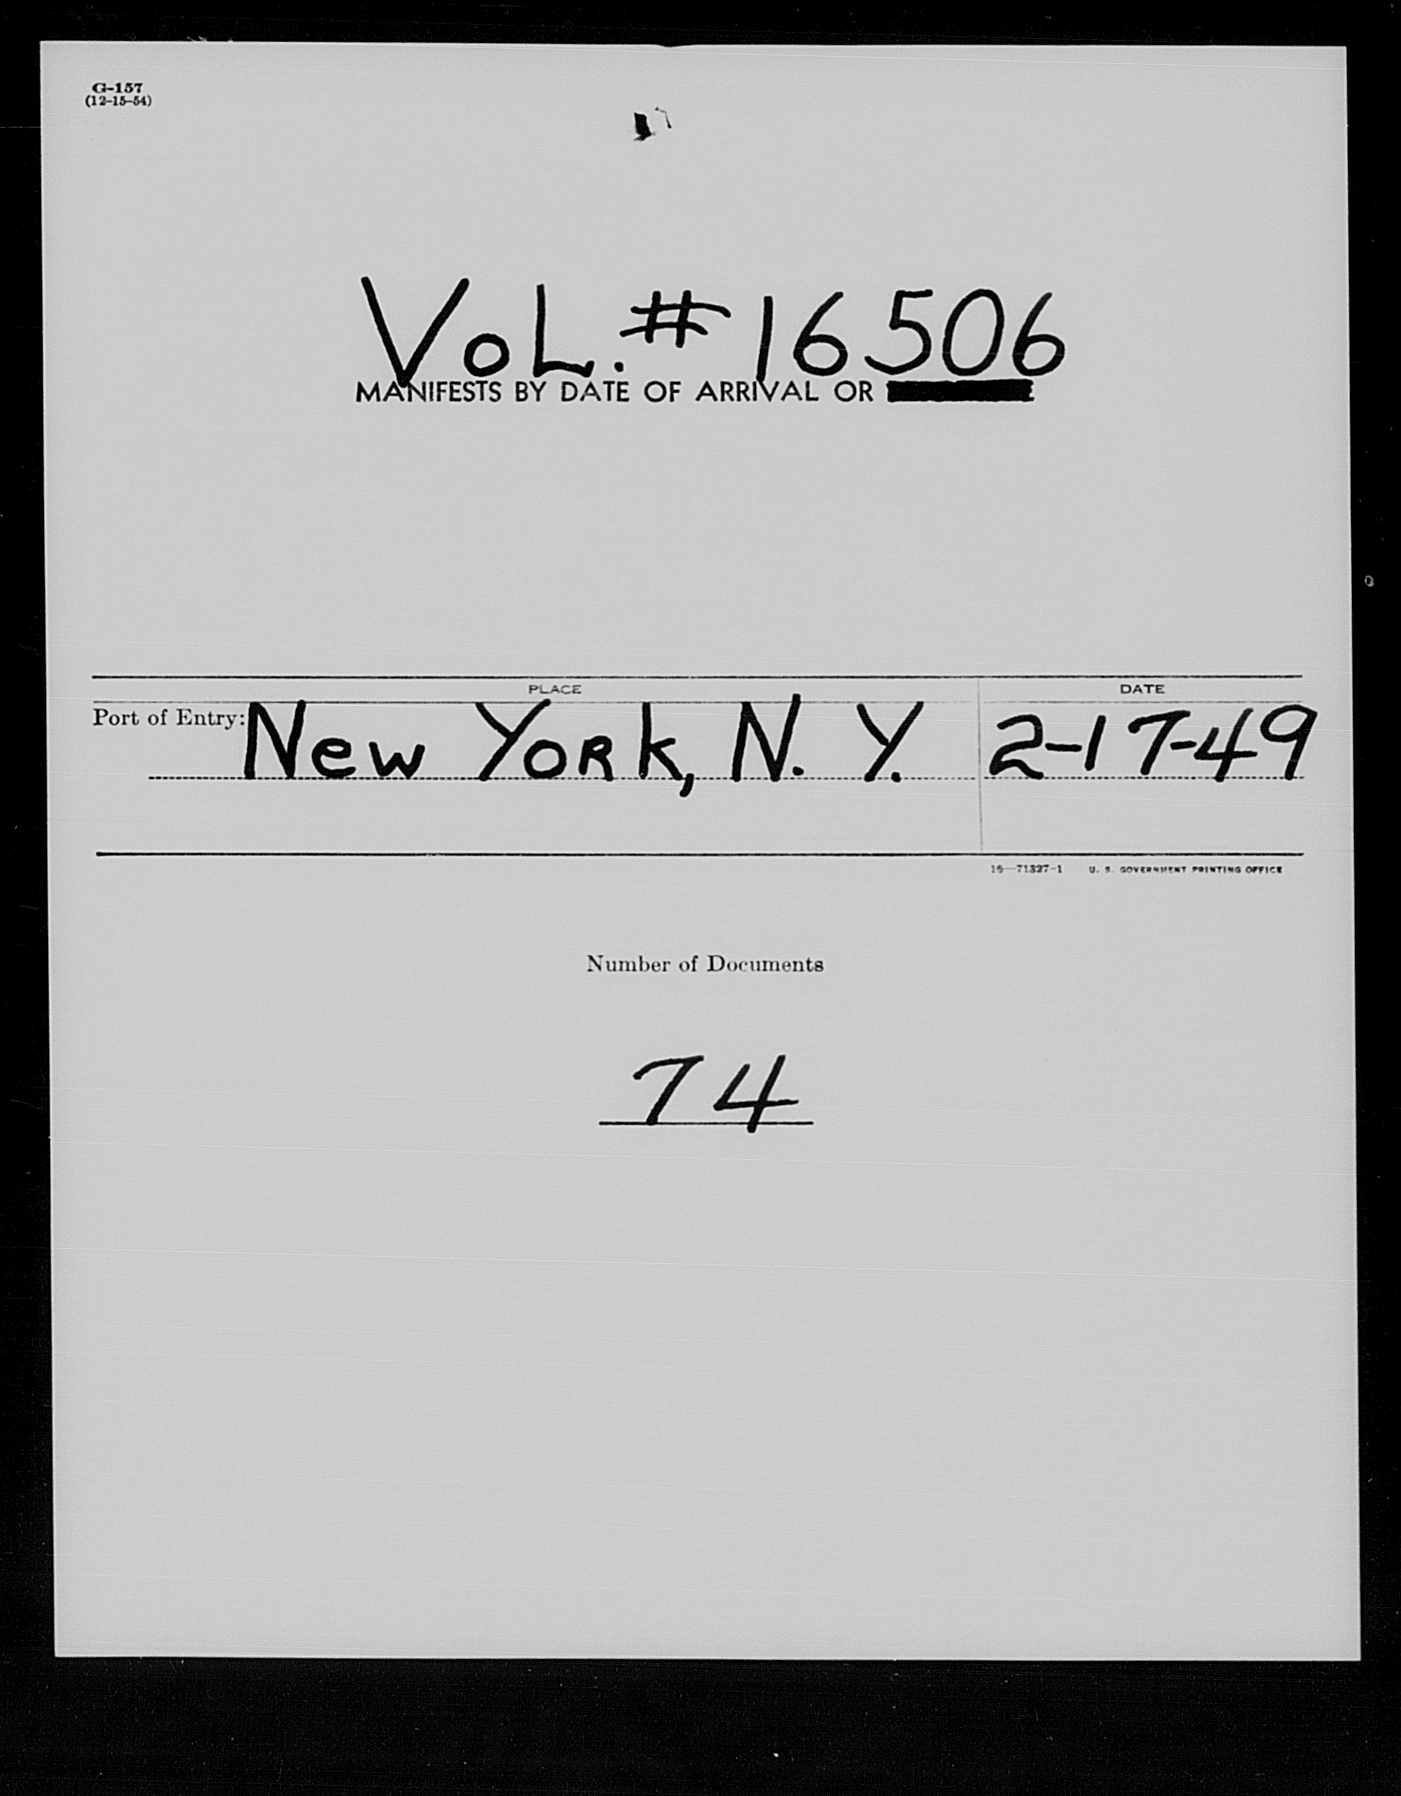 G-157
(12-15-54)
VoL. # 16506
MANIFESTS BY DATE OF ARRIVAL OR
PLACE
DATE
Port of Entry: New York, N. Y. 2-17-49
16—71327-1 U. S. GOVERNMENT PRINTING OFFICE
Number of Documents
74